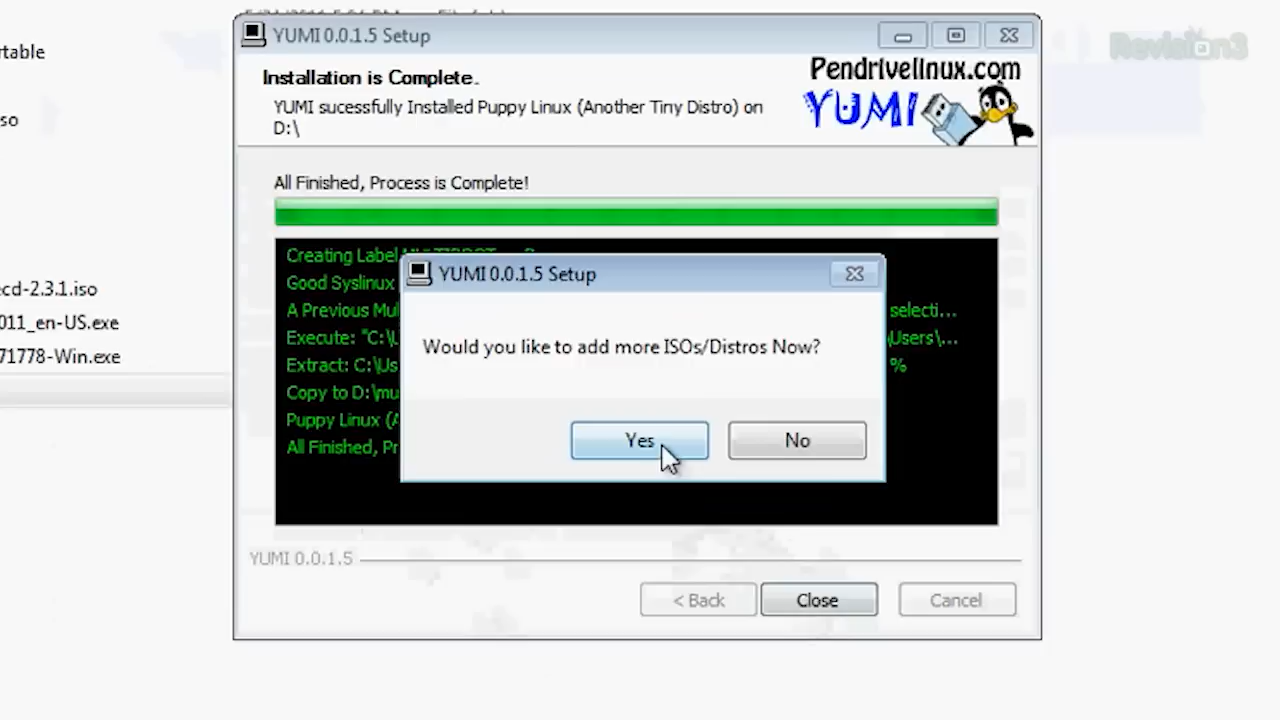 YUMI 0.0.1.5 Setup
Revision3
rtable
Installation is Complete.
YUMI sucessfully Installed Puppy Linux (Another Tiny Distro) on
D:\
Pendrivelinux.com
YUMI
so
All Finished, Process is Complete!
Creating Label
Good Syslinux
A Previous Mul
selecti...
Execute: "C:\
\Users\...
Extract: C:\Us
%
Copy to D:\mu
Puppy Linux (A
All Finished, Pr
YUMI 0.0.1.5 Setup
Would you like to add more ISOs/Distros Now?
Yes
No
ecd-2.3.1.iso
011_en-US.exe
71778-Win.exe
YUMI 0.0.1.5
< Back
Close
Cancel